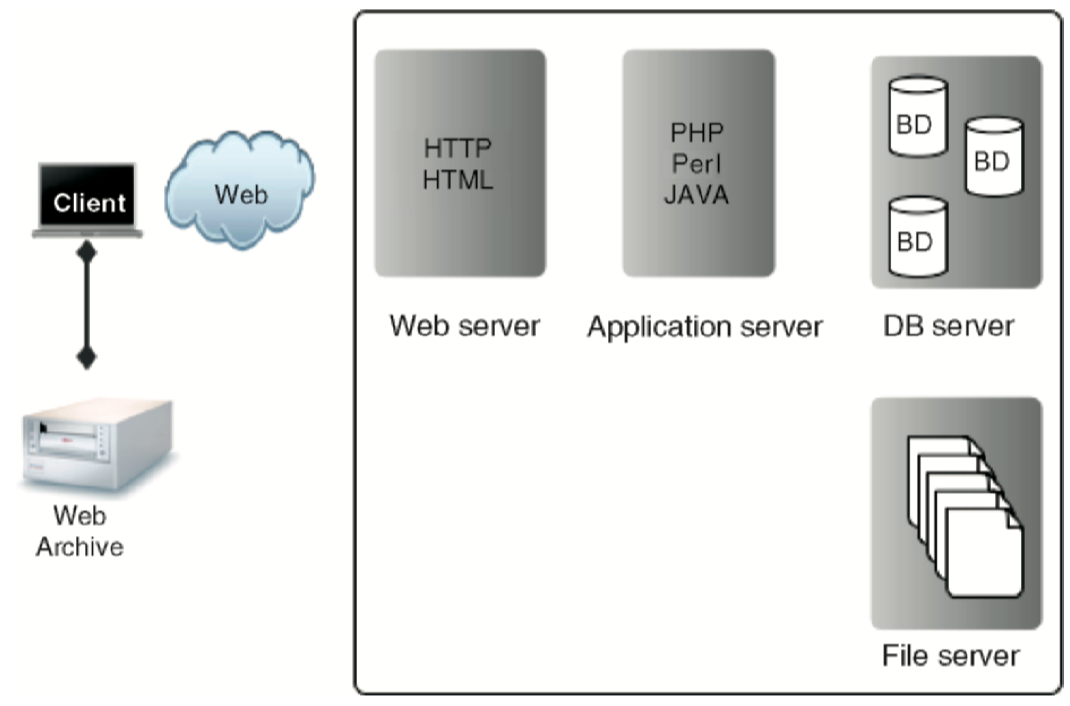 Client
Web
Web
Archive
HTTP
HTML
Web server
PHP
Perl
JAVA
Application server
BD
BD
BD
DB server
File server